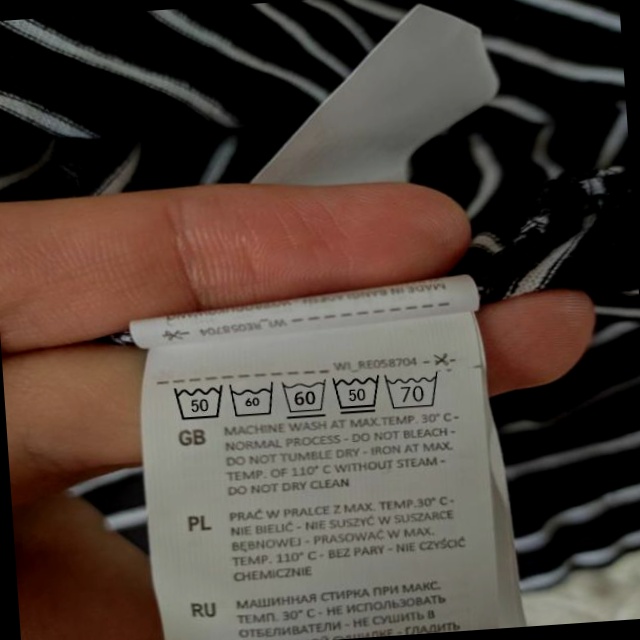 MADE IN BANGLADESH
WI_RE058704
WI_RE058704
50 60 60 50 70
GB MACHINE WASH AT MAX.TEMP. 30° C -
NORMAL PROCESS - DO NOT BLEACH -
DO NOT TUMBLE DRY - IRON AT MAX.
TEMP. OF 110° C WITHOUT STEAM -
DO NOT DRY CLEAN
PL PRAĆ W PRALCE Z MAX. TEMP.30° C -
NIE BIELIĆ - NIE SUSZYĆ W SUSZARCE
BĘBNOWEJ - PRASOWAĆ W MAX.
TEMP. 110° C - BEZ PARY - NIE CZYŚCIĆ
CHEMICZNIE
RU МАШИННАЯ СТИРКА ПРИ МАКС.
ТЕМП. 30° C - НЕ ИСПОЛЬЗОВАТЬ
ОТБЕЛИВАТЕЛИ - НЕ СУШИТЬ В
- ГЛАДИТЬ